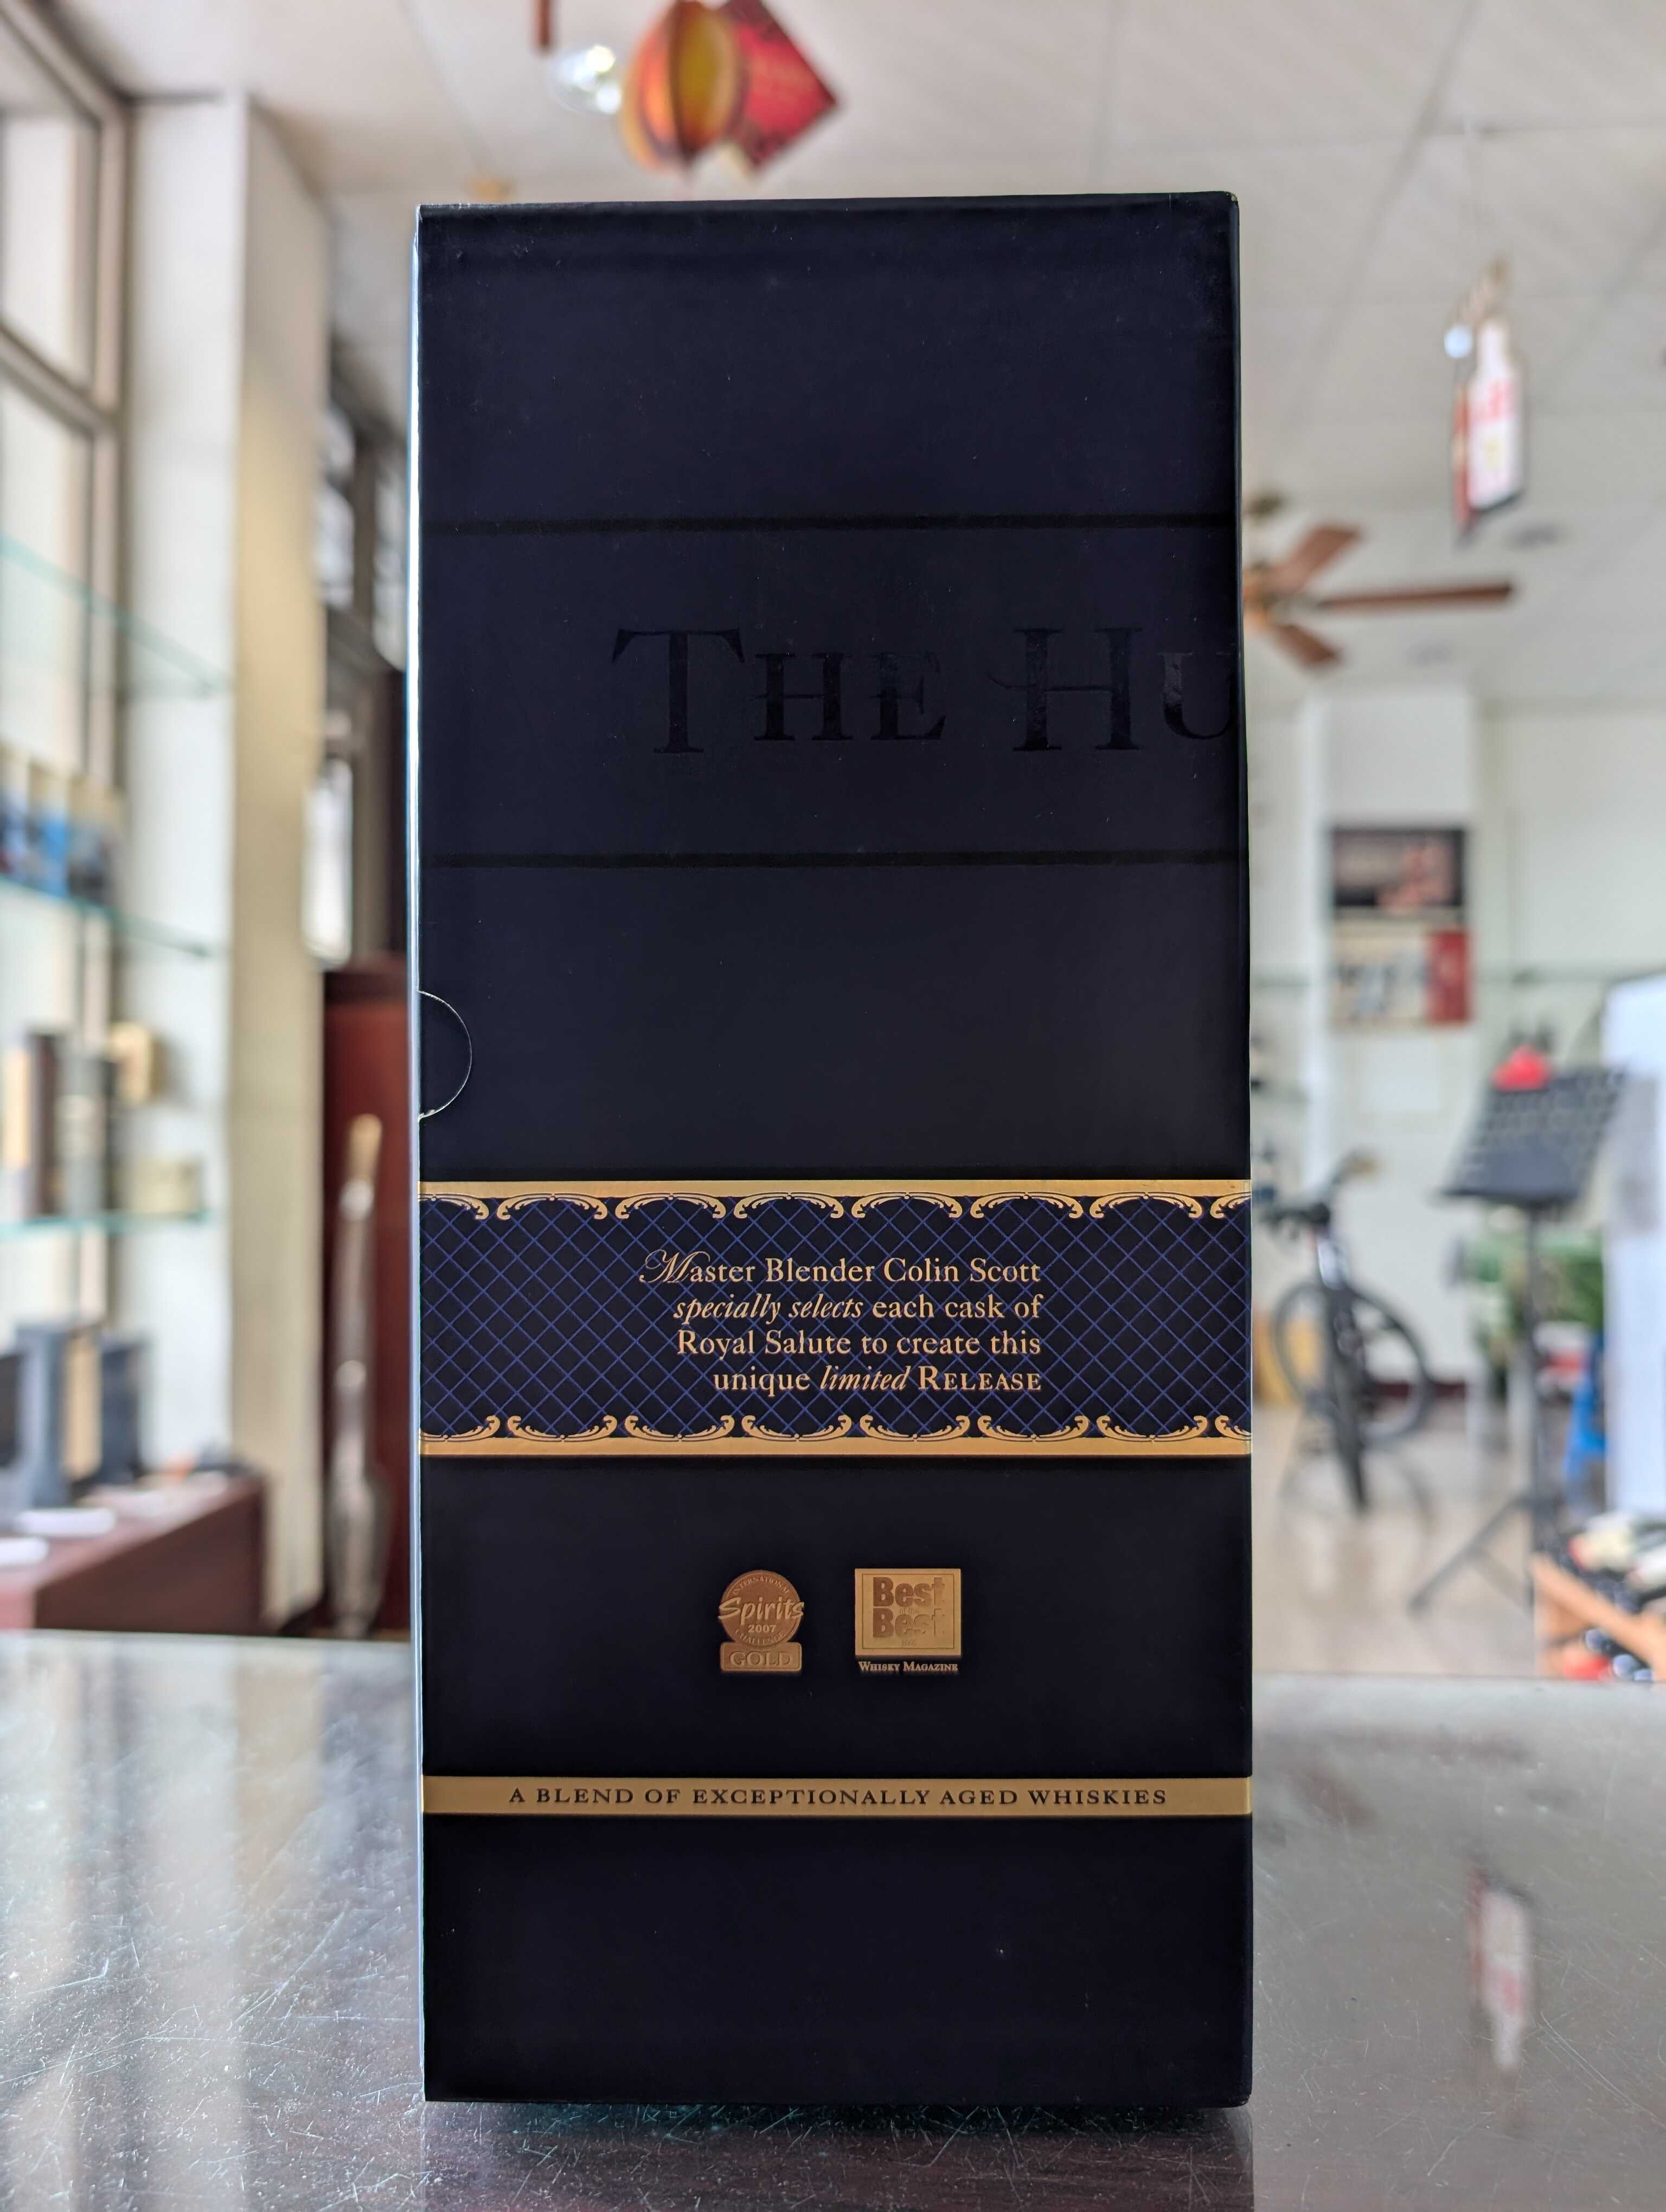 THE HU
Master Blender Colin Scott
specially selects each cask of
Royal Salute to create this
unique limited RELEASE
INTERNATIONAL
Spirits
2007
CHALLENGE
GOLD
Best
Best
WHISKY MAGAZINE
A BLEND OF EXCEPTIONALLY AGED WHISKIES